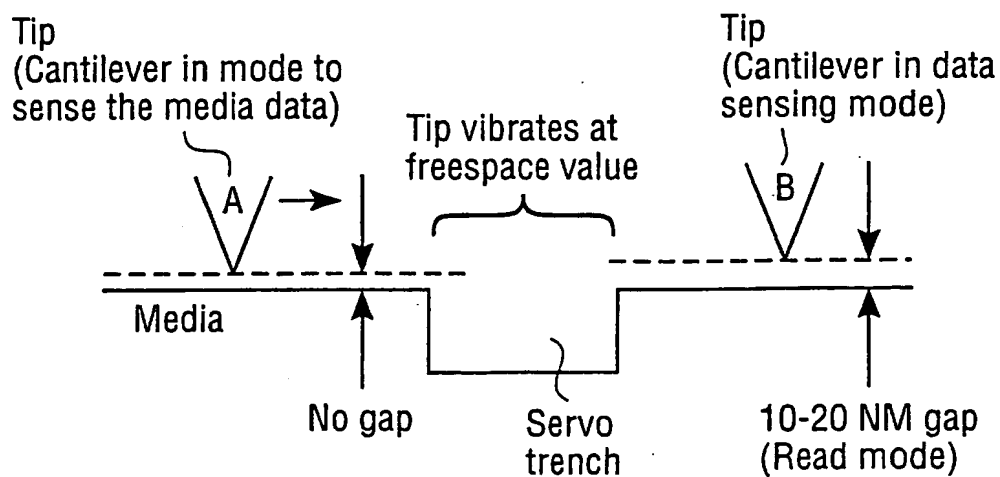 Tip
(Cantilever in mode to
sense the media data)
Tip vibrates at
freespace value
Tip
(Cantilever in data
sensing mode)
A
B
Media
No gap
Servo
trench
10-20 NM gap
(Read mode)